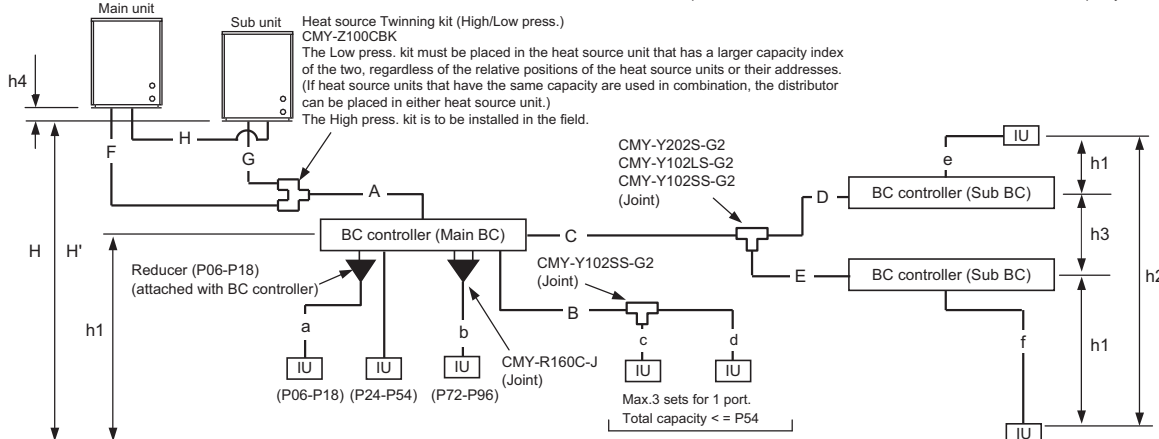 Main unit
Sub unit
Heat source Twinning kit (High/Low press.)
CMY-Z100CBK
The Low press. kit must be placed in the heat source unit that has a larger capacity index
of the two, regardless of the relative positions of the heat source units or their addresses.
(If heat source units that have the same capacity are used in combination, the distributor
can be placed in either heat source unit.)
The High press. kit is to be installed in the field.
h4
H
F
G
A
H
H'
h1
BC controller (Main BC)
Reducer (P06-P18)
(attached with BC controller)
a
IU
(P06-P18)
IU
(P24-P54)
b
IU
(P72-P96)
CMY-R160C-J
(Joint)
C
B
CMY-Y102SS-G2
(Joint)
c
d
IU
IU
Max.3 sets for 1 port.
Total capacity < = P54
CMY-Y202S-G2
CMY-Y102LS-G2
CMY-Y102SS-G2
(Joint)
D
E
e
IU
h1
BC controller (Sub BC)
h3
BC controller (Sub BC)
h2
h1
f
IU